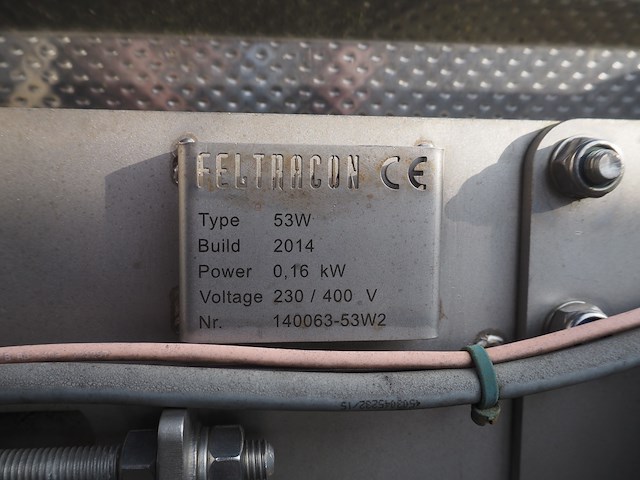 FELTRACON CE
Type 53W
Build 2014
Power 0,16 kW
Voltage 230 / 400 V
Nr. 140063-53W2